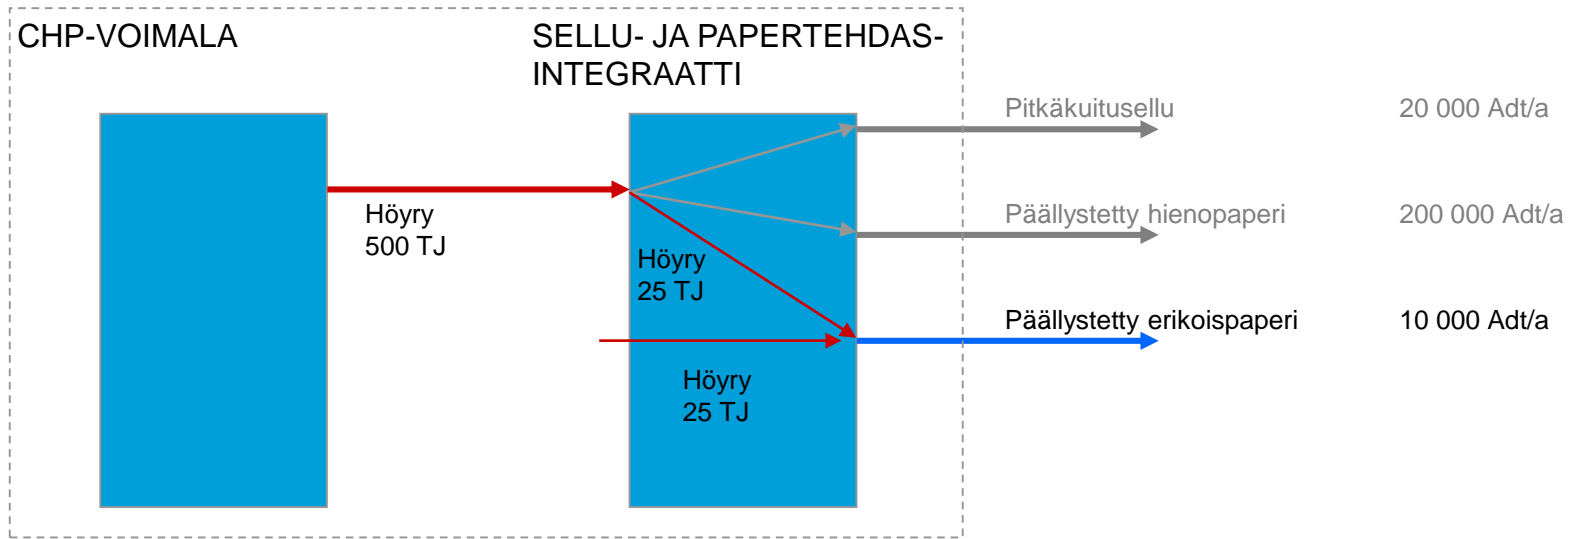 CHP-VOIMALA
SELLU- JA PAPERTEHDAS-
INTEGRAATTI
Pitkäkuitusellu 20 000 Adt/a
Höyry
500 TJ
Päällystetty hienopaperi 200 000 Adt/a
Höyry
25 TJ
Päällystetty erikoispaperi 10 000 Adt/a
Höyry
25 TJ